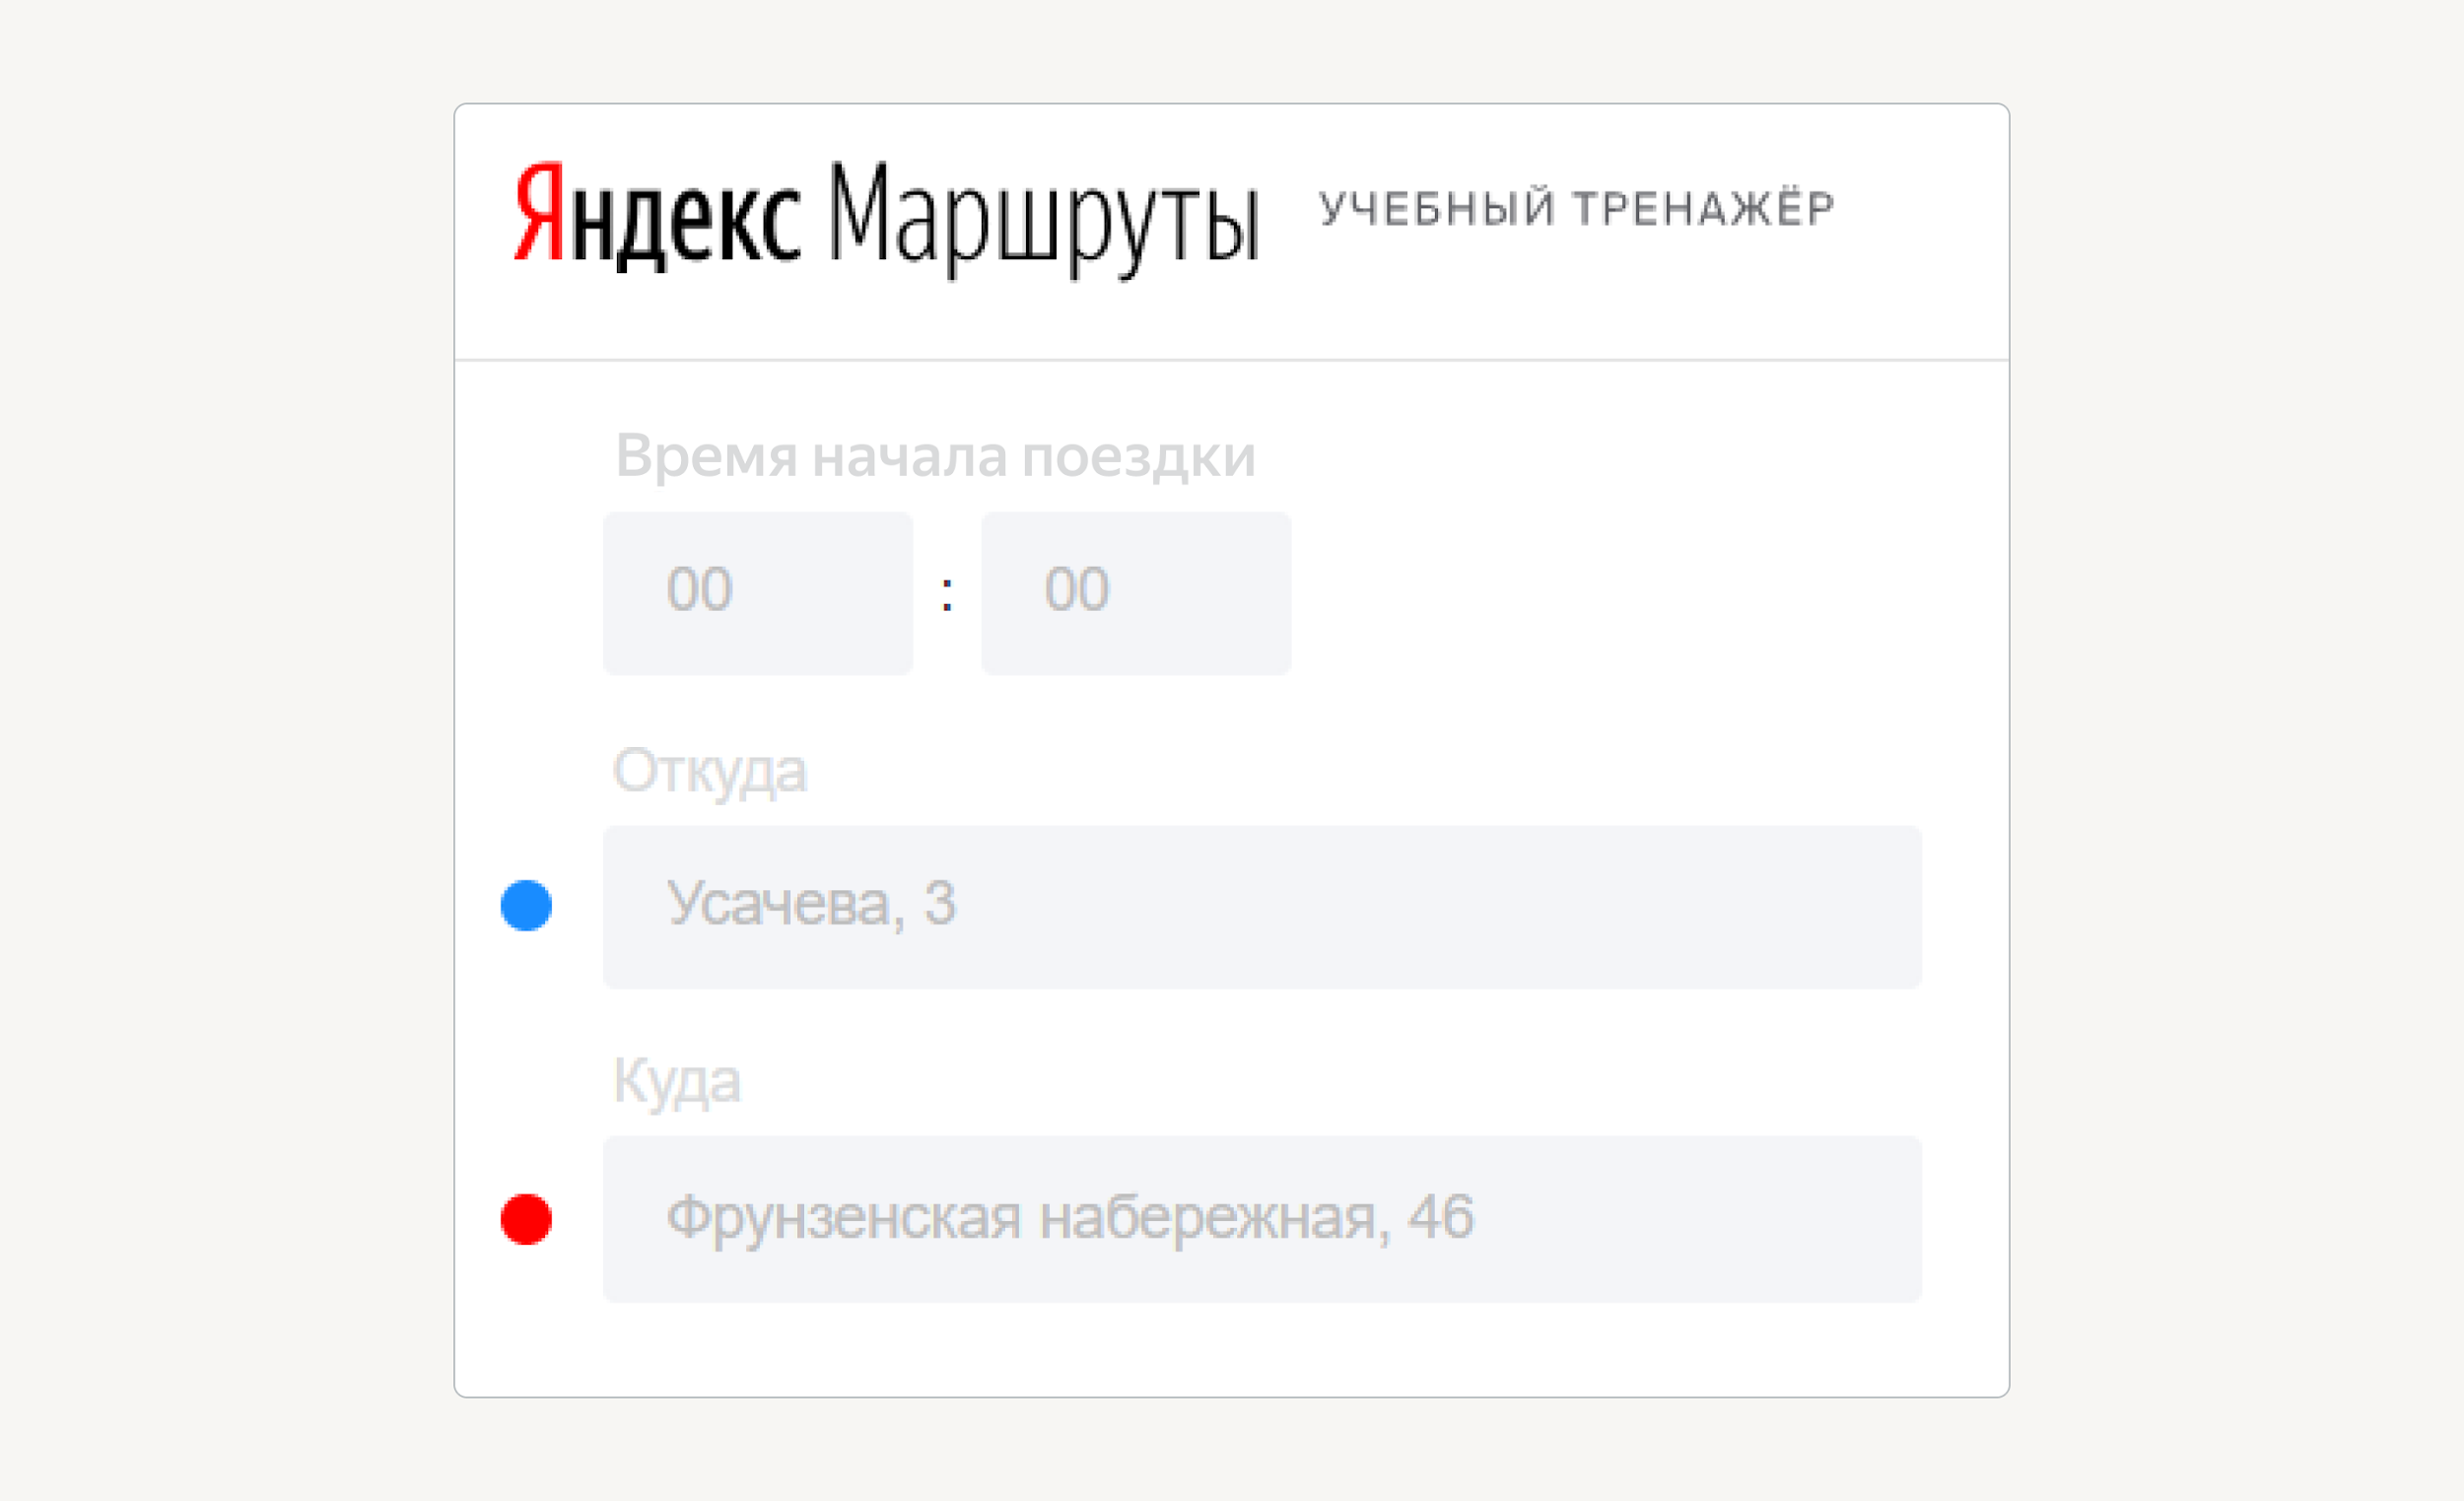 Яндекс Маршруты УЧЕБНЫЙ ТРЕНАЖЁР
Время начала поездки
00 : 00
Откуда
Усачева, 3
Куда
Фрунзенская набережная, 46